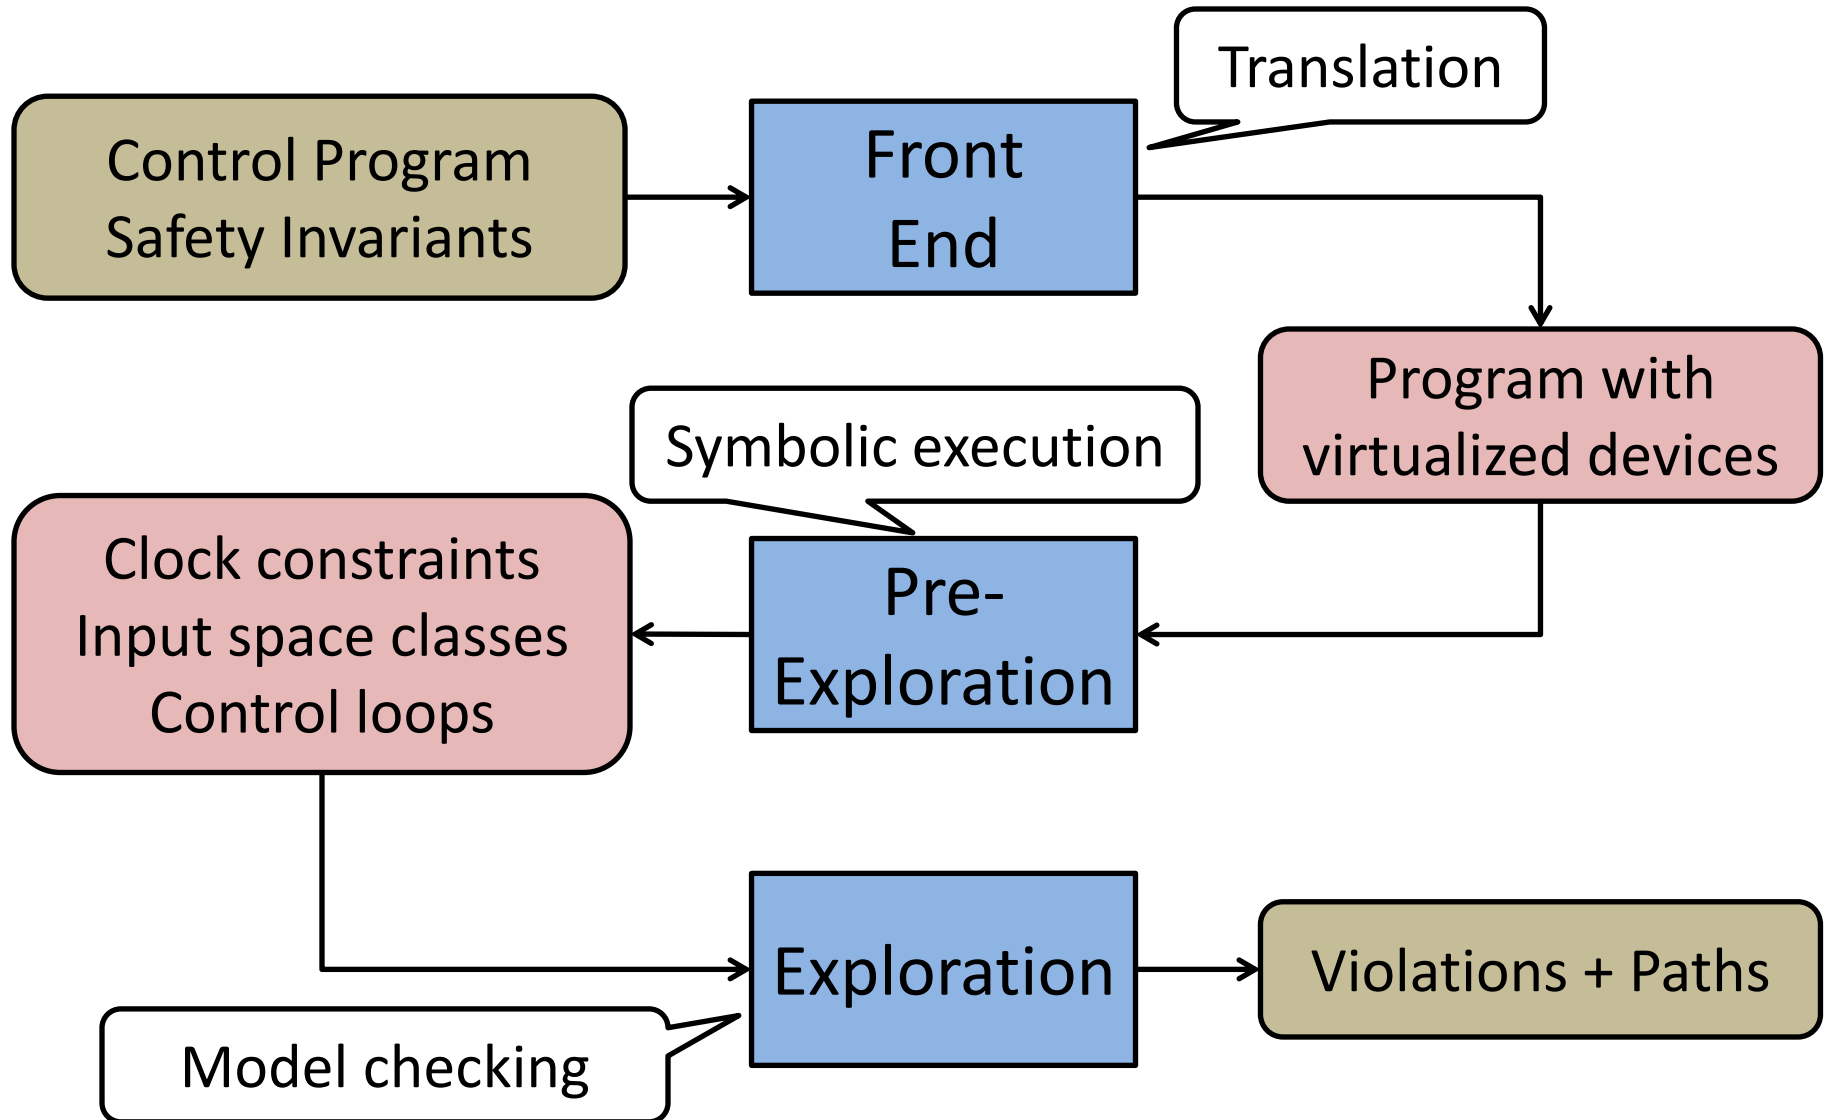 Translation
Control Program
Safety Invariants
Front
End
Program with
virtualized devices
Symbolic execution
Pre-
Exploration
Clock constraints
Input space classes
Control loops
Exploration
Violations + Paths
Model checking